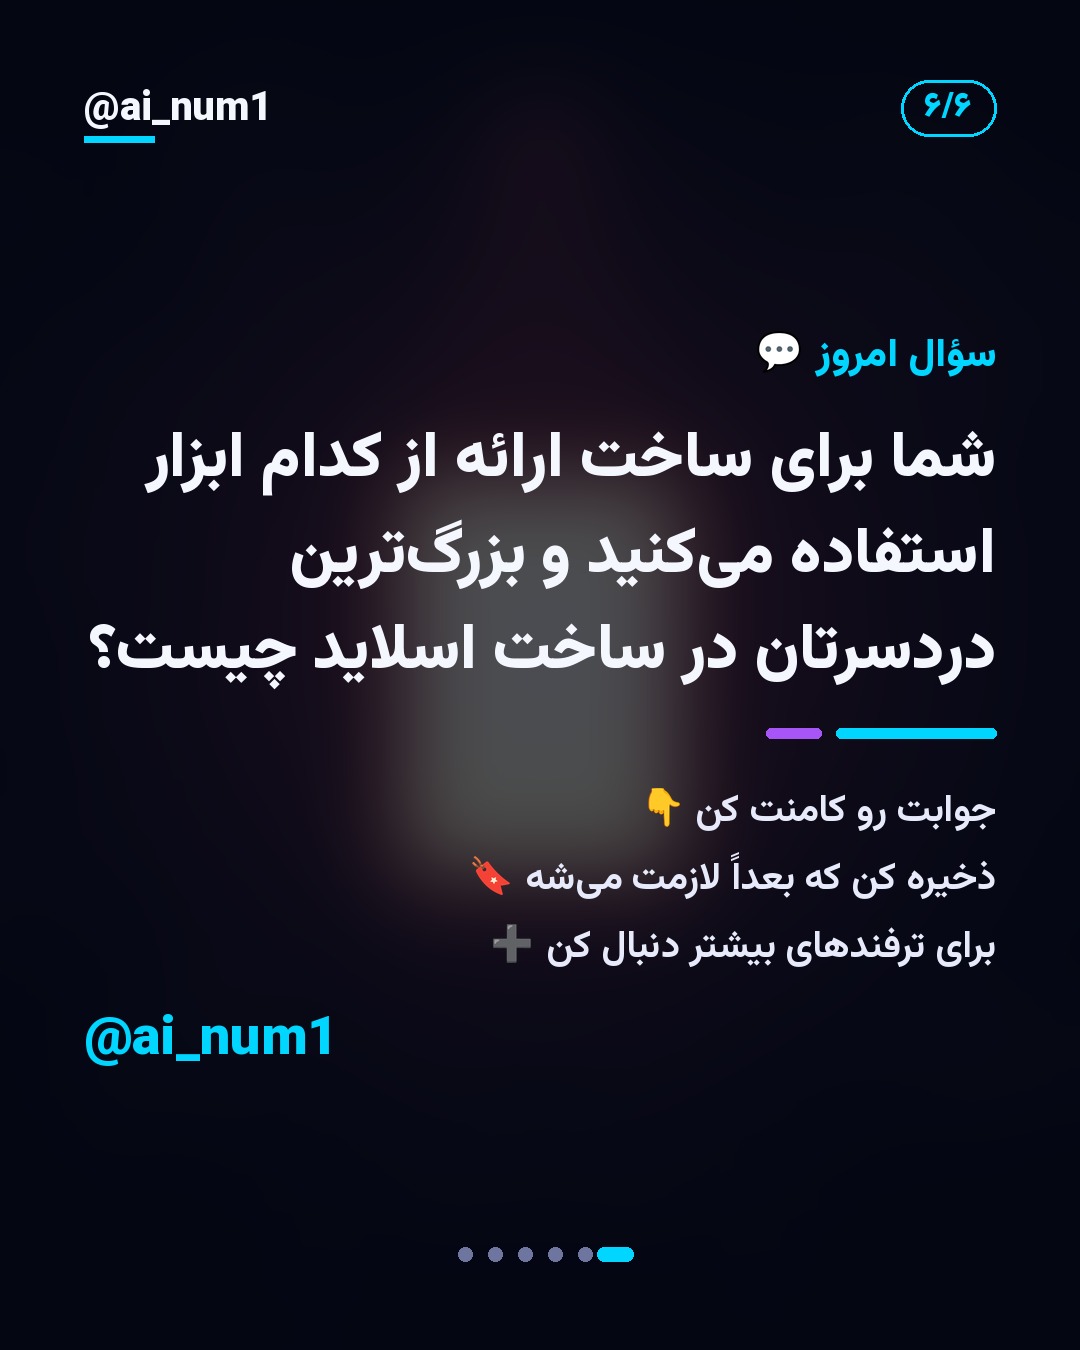 @ai_num1
۶/۶
سؤال امروز 💬
شما برای ساخت ارائه از کدام ابزار
استفاده می‌کنید و بزرگ‌ترین
دردسرتان در ساخت اسلاید چیست؟
جوابت رو کامنت کن 👇
ذخیره کن که بعداً لازمت می‌شه 🔖
برای ترفندهای بیشتر دنبال کن ➕
@ai_num1